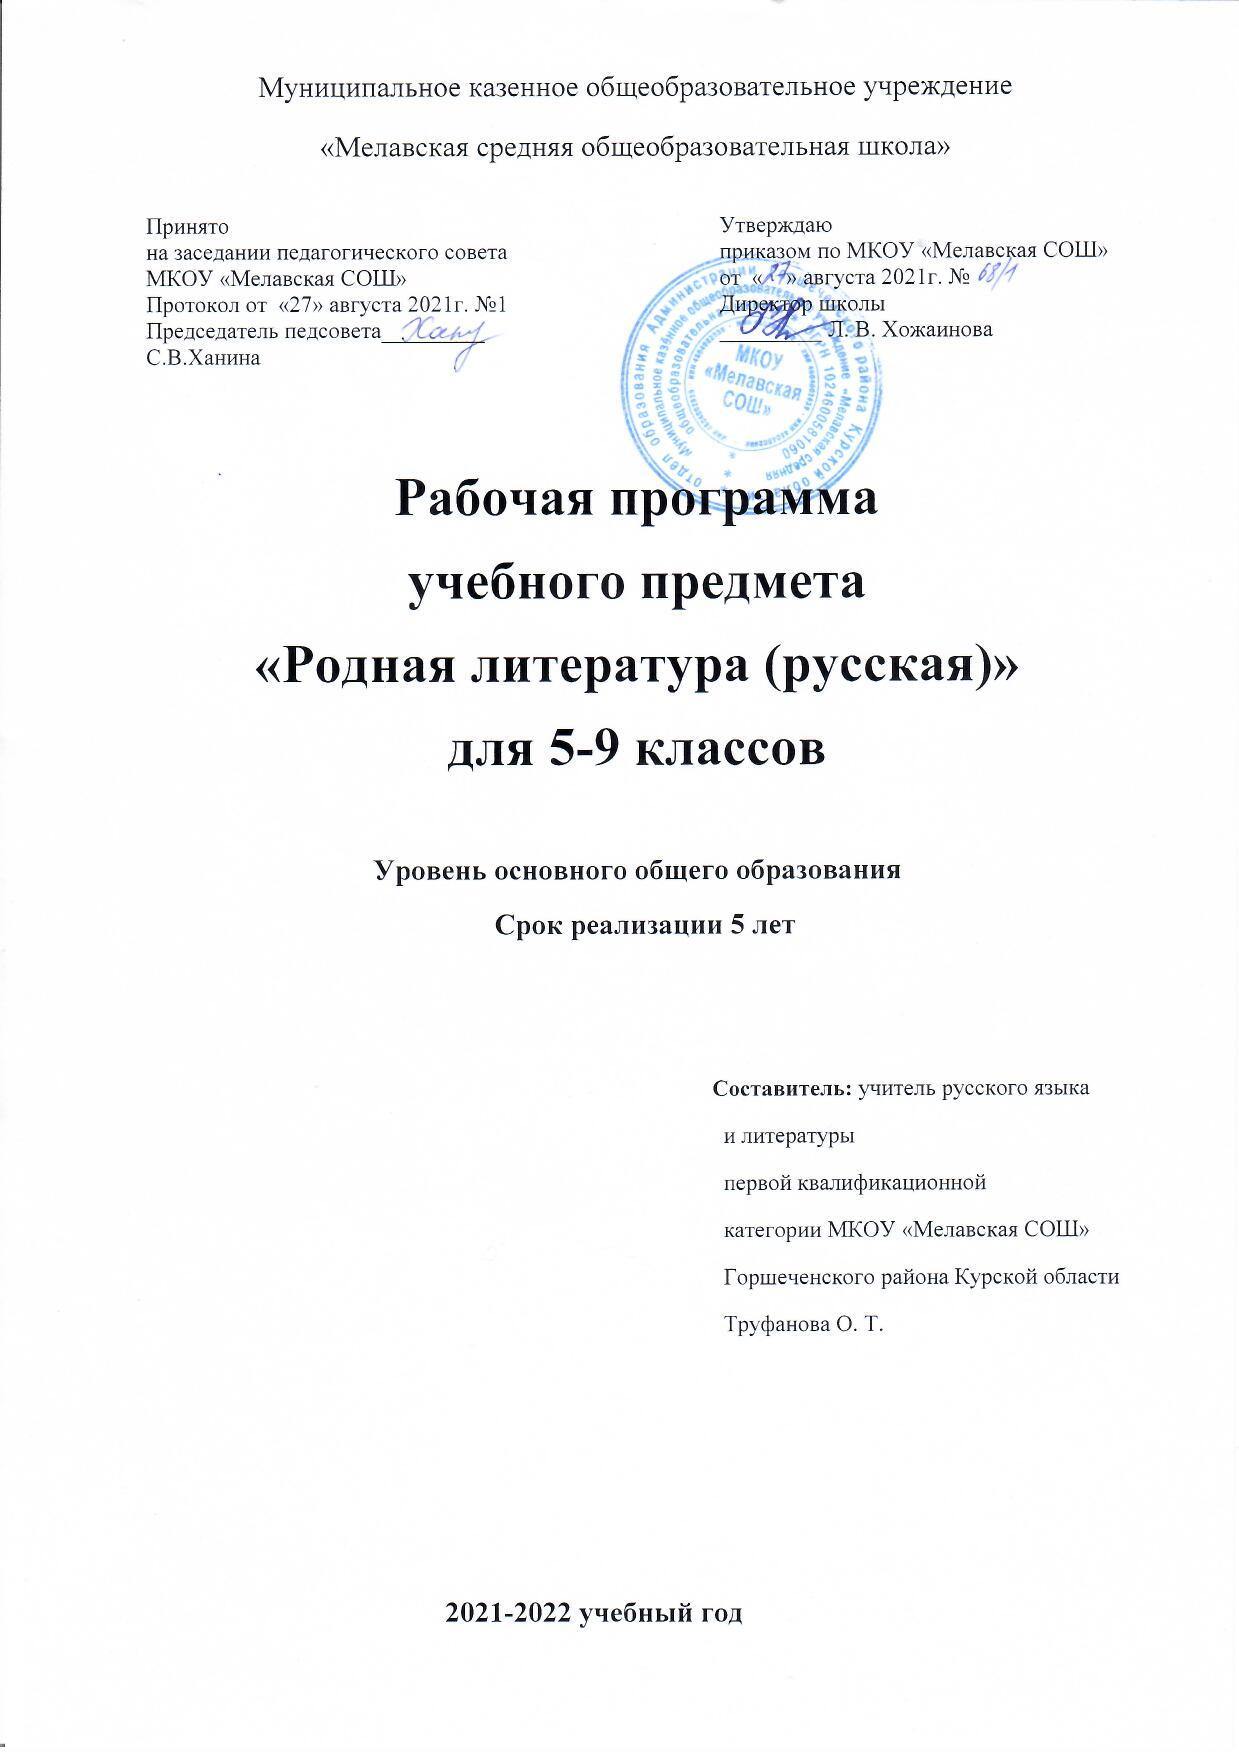 Муниципальное казенное общеобразовательное учреждение
«Мелавская средняя общеобразовательная школа»
Принято
на заседании педагогического совета
МКОУ «Мелавская СОШ»
Протокол от «27» августа 2021г. №1
Председатель педсовета_________
С.В.Ханина
Утверждаю
приказом по МКОУ «Мелавская СОШ»
от «27» августа 2021г. № 68/1
Директор школы
_________ Л. В. Хожаинова
МКОУ
«Мелавская
СОШ»
Рабочая программа
учебного предмета
«Родная литература (русская)»
для 5-9 классов
Уровень основного общего образования
Срок реализации 5 лет
Составитель: учитель русского языка
и литературы
первой квалификационной
категории МКОУ «Мелавская СОШ»
Горшеченского района Курской области
Труфанова О. Т.
2021-2022 учебный год